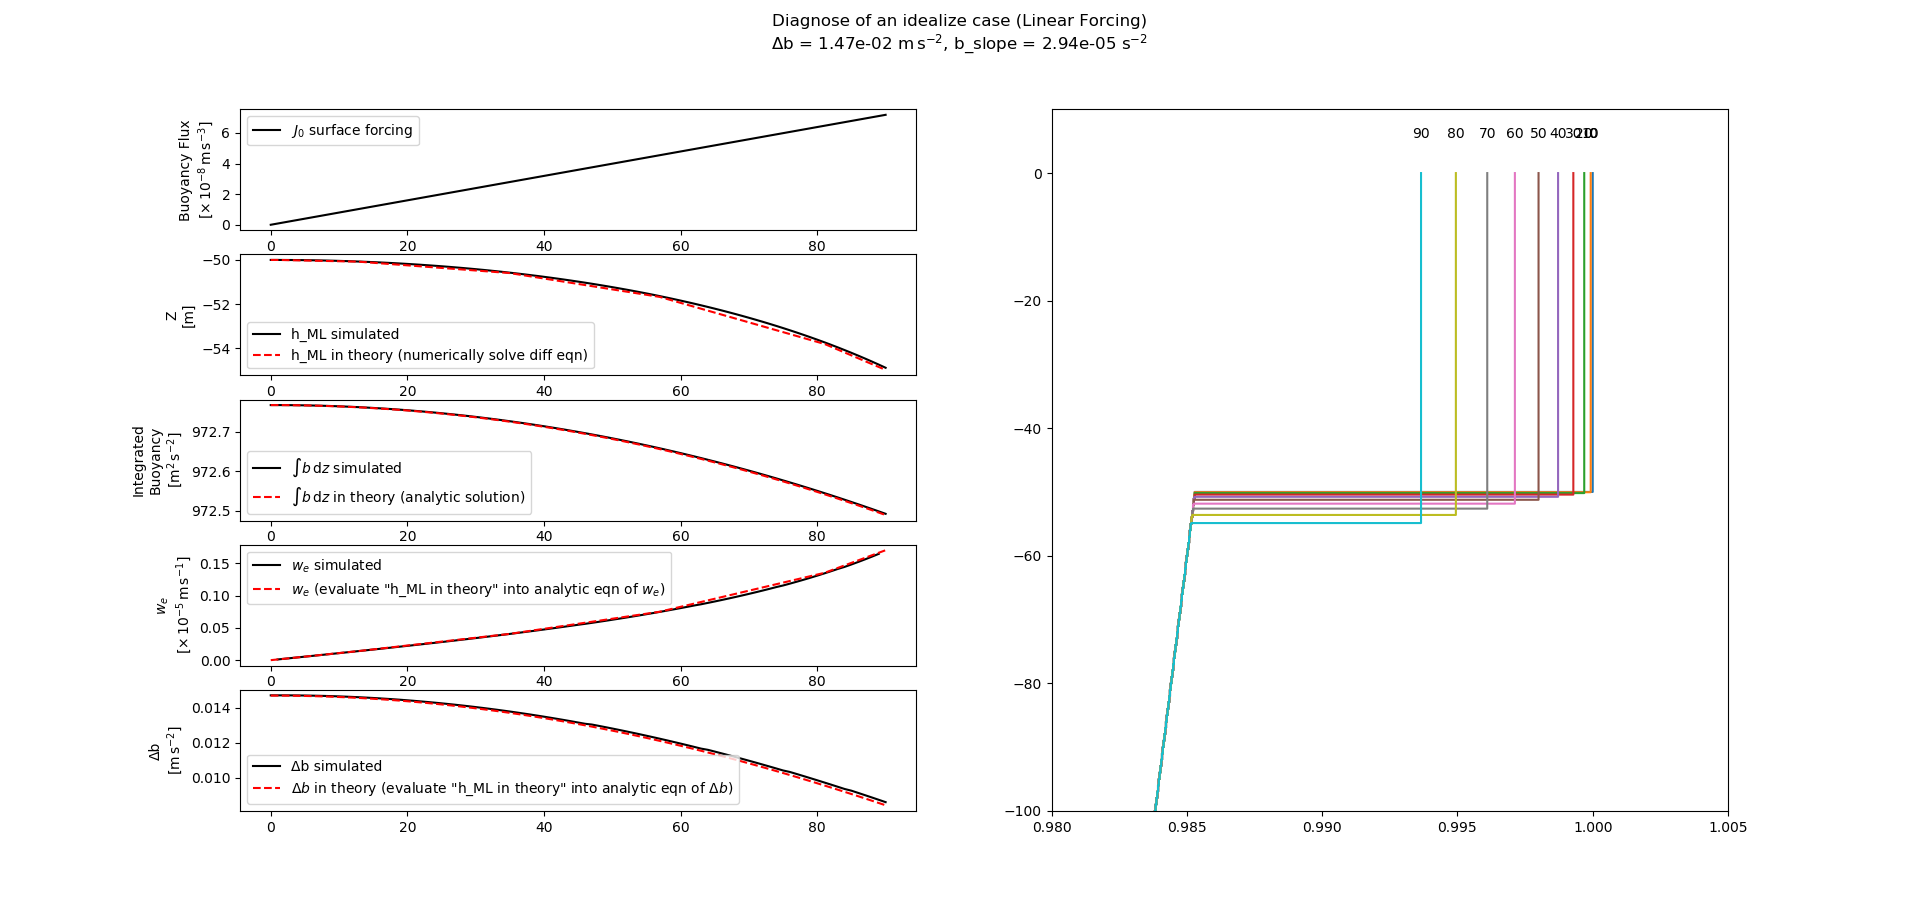 Diagnose of an idealize case (Linear Forcing)
Δb = 1.47e-02 m s⁻², b_slope = 2.94e-05 s⁻²
Buoyancy Flux
[× 10⁻⁸ m s⁻³]
6
4
2
0
J₀ surface forcing
0 20 40 60 80
Z
[m]
−50
−52
−54
h_ML simulated
h_ML in theory (numerically solve diff eqn)
0 20 40 60 80
Integrated
Buoyancy
[m² s⁻²]
972.7
972.6
972.5
∫b dz simulated
∫b dz in theory (analytic solution)
0 20 40 60 80
wₑ
[× 10⁻⁵ m s⁻¹]
0.15
0.10
0.05
0.00
wₑ simulated
wₑ (evaluate "h_ML in theory" into analytic eqn of wₑ)
0 20 40 60 80
Δb
[m s⁻²]
0.014
0.012
0.010
Δb simulated
Δb in theory (evaluate "h_ML in theory" into analytic eqn of Δb)
0 20 40 60 80
90 80 70 60 50 40 30 20 10 0
0
−20
−40
−60
−80
−100
0.980 0.985 0.990 0.995 1.000 1.005